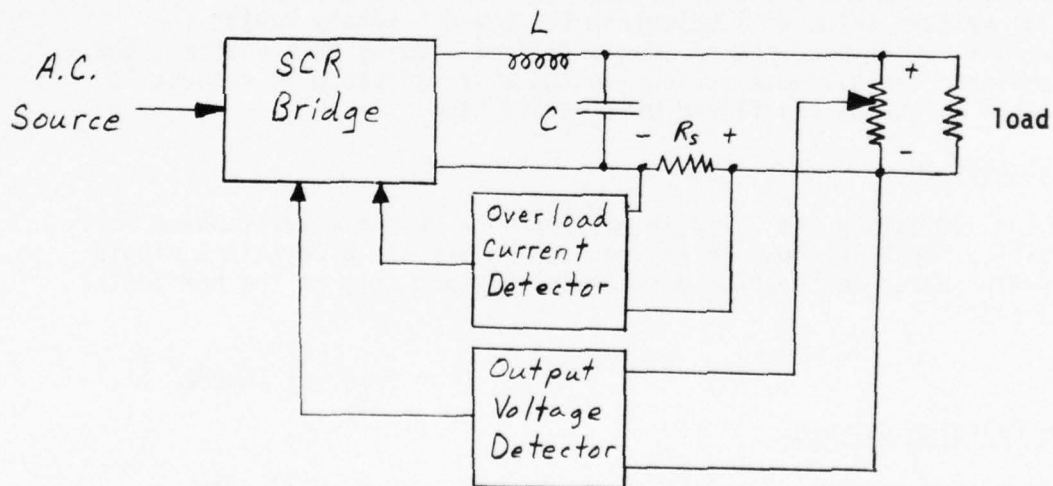 A.C.
Source
SCR
Bridge
L
C
- Rs +
+
-
load
Overload
Current
Detector
Output
Voltage
Detector